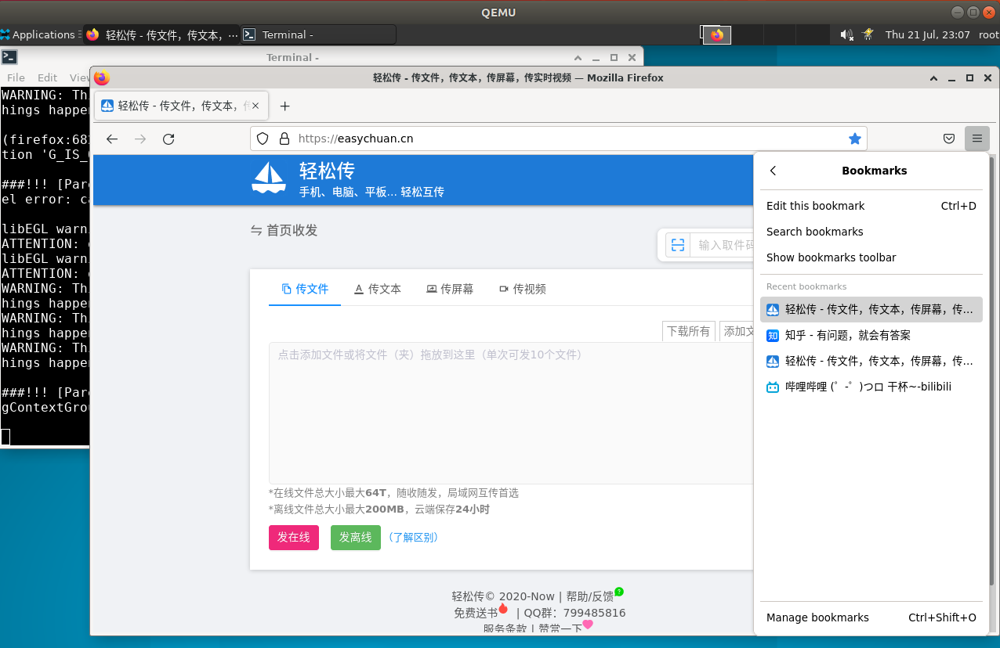 QEMU
Applications
轻松传 - 传文件，传文本，...
Terminal -
Thu 21 Jul, 23:07
root
Terminal -
File Edit View
轻松传 - 传文件，传文本，传屏幕，传实时视频 — Mozilla Firefox
WARNING: Th
hings happe
(firefox:68
tion 'G_IS_
###!!! [Par
el error: c
libEGL warn
ATTENTION:
libEGL warn
ATTENTION:
WARNING: Th
hings happe
WARNING: Th
hings happe
WARNING: Th
hings happe
###!!! [Par
gContextGro
轻松传 - 传文件，传文本，
https://easychuan.cn
轻松传
手机、电脑、平板... 轻松互传
首页收发
输入取件码
传文件 传文本 传屏幕 传视频
下载所有 添加文
点击添加文件或将文件（夹）拖放到这里（单次可发10个文件）
*在线文件总大小最大64T，随收随发，局域网互传首选
*离线文件总大小最大200MB，云端保存24小时
发在线 发离线 （了解区别）
轻松传© 2020-Now | 帮助/反馈
免费送书 | QQ群：799485816
服务条款 | 赞赏一下
Bookmarks
Edit this bookmark Ctrl+D
Search bookmarks
Show bookmarks toolbar
Recent bookmarks
轻松传 - 传文件，传文本，传屏幕，传...
知乎 - 有问题，就会有答案
轻松传 - 传文件，传文本，传屏幕，传...
哔哩哔哩 (゜-゜)つロ 干杯~-bilibili
Manage bookmarks Ctrl+Shift+O